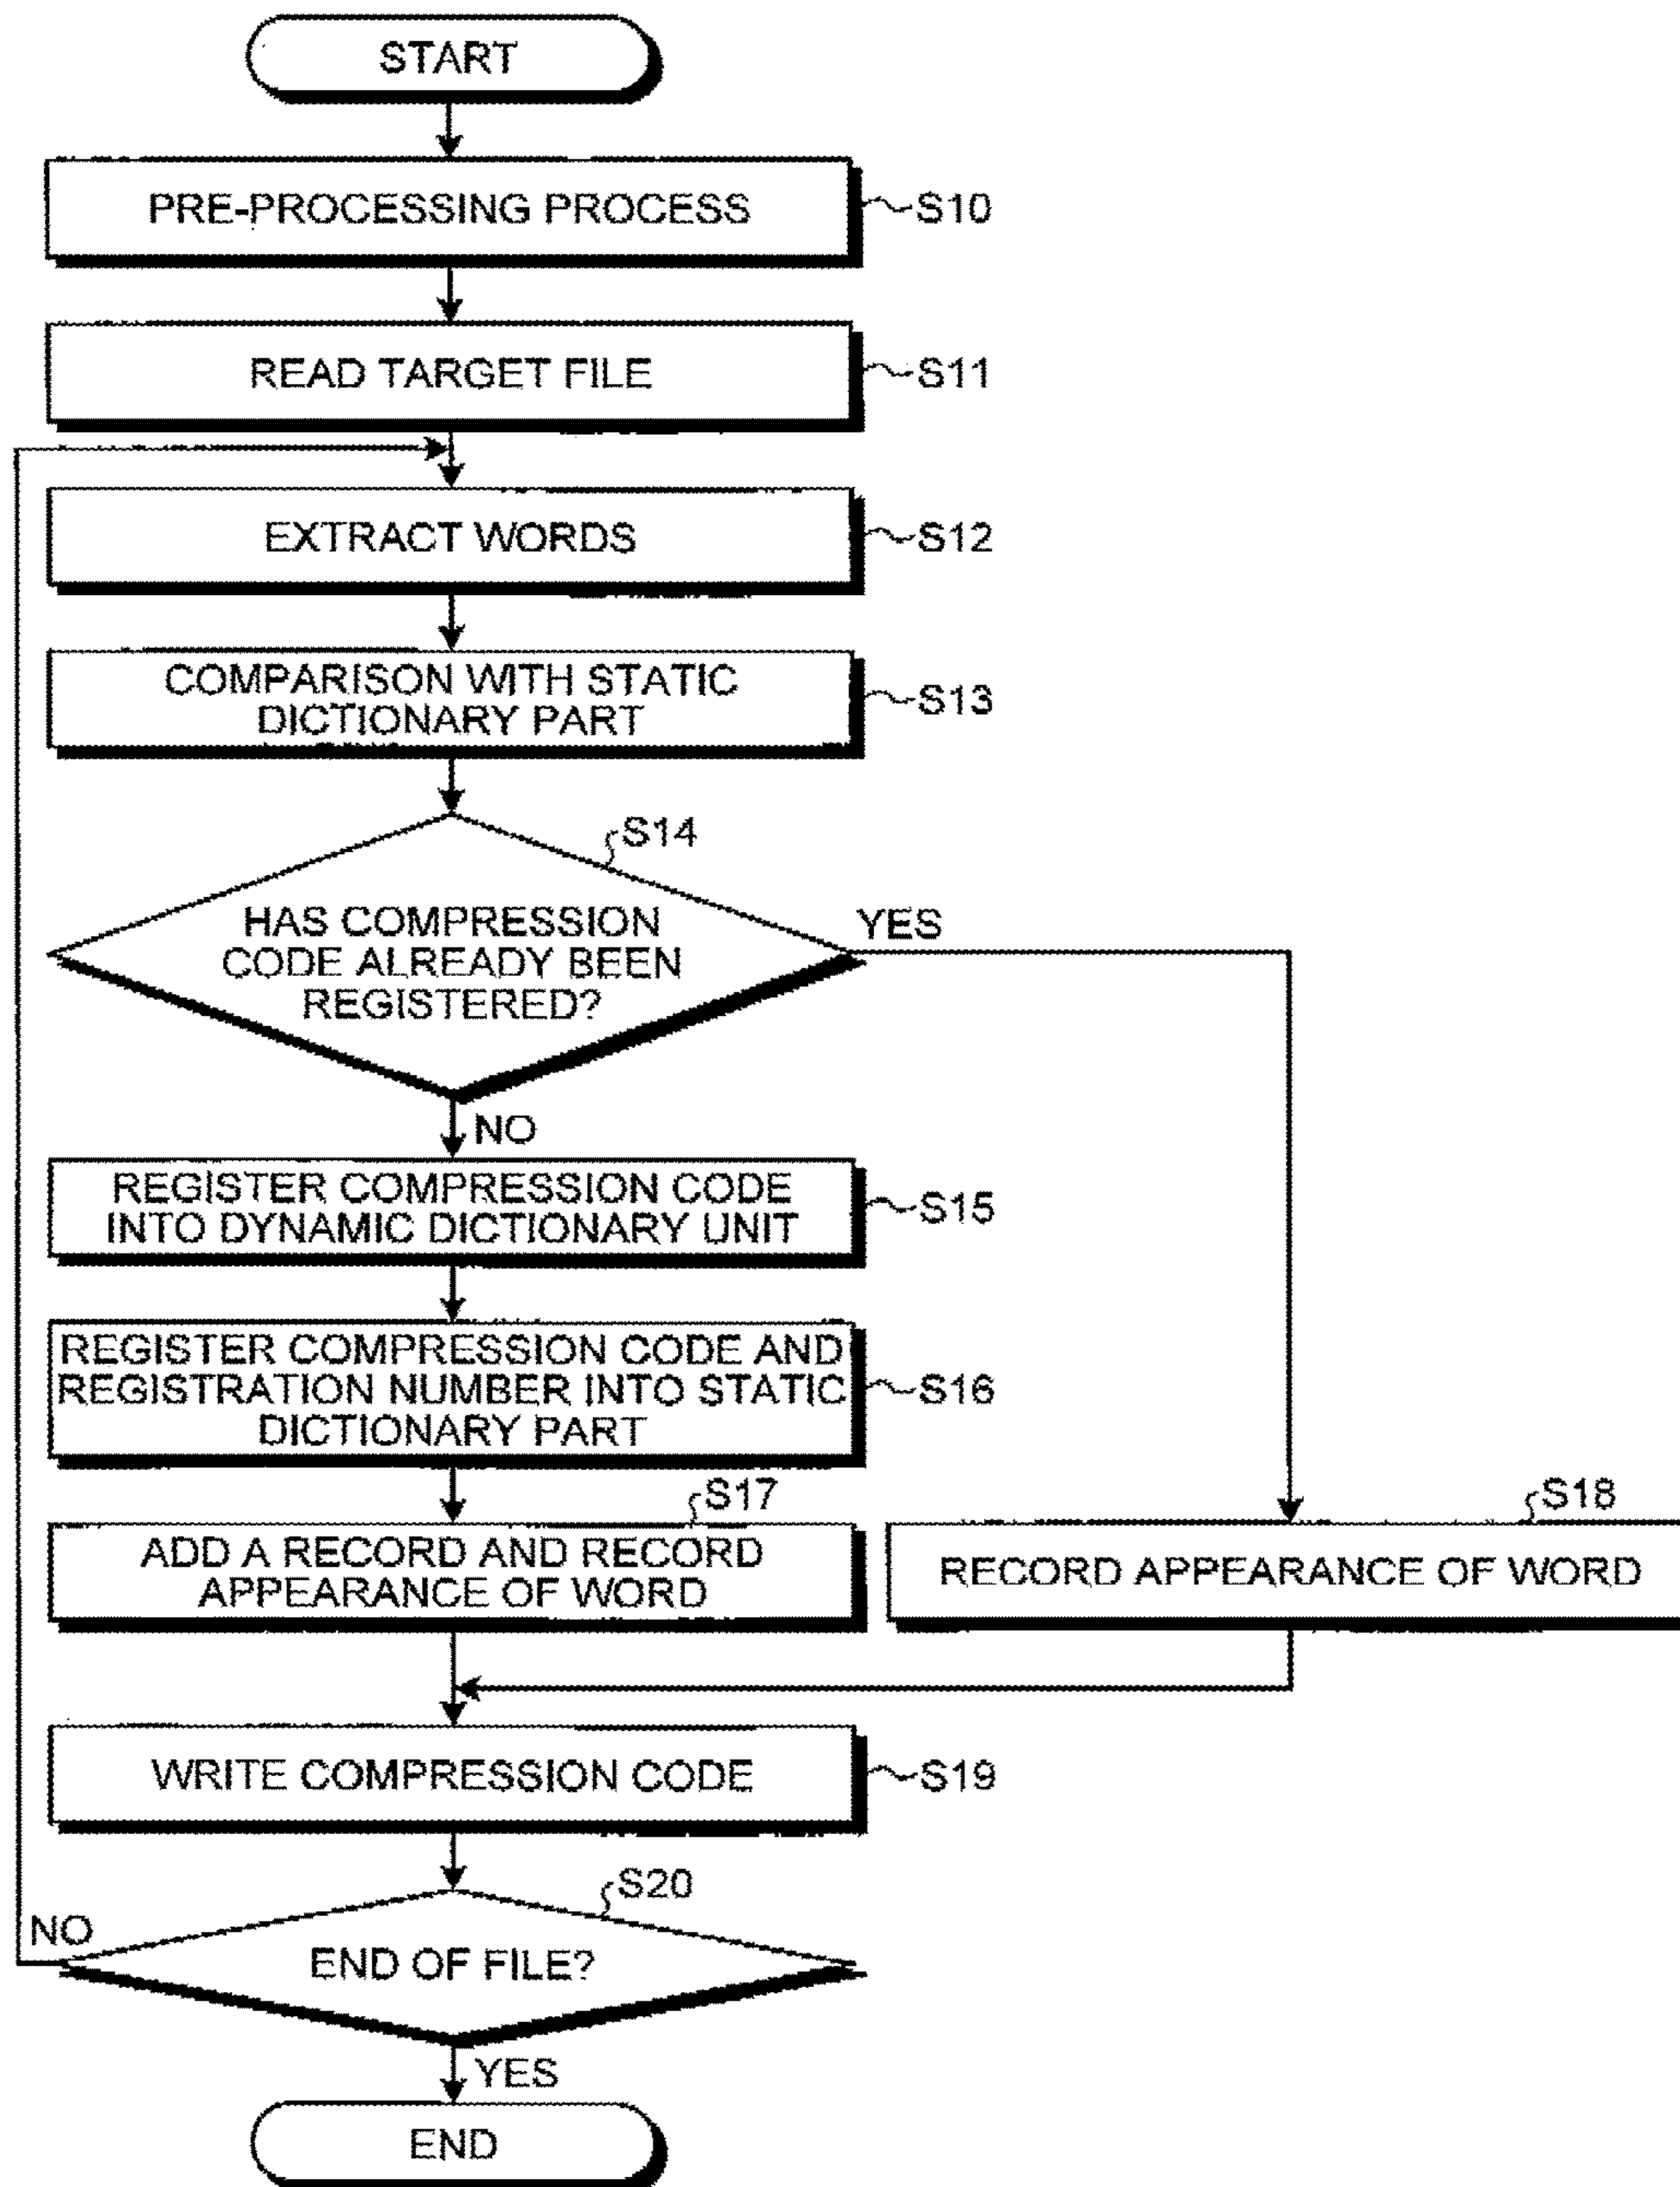 START
PRE-PROCESSING PROCESS
S10
READ TARGET FILE
S11
EXTRACT WORDS
S12
COMPARISON WITH STATIC
DICTIONARY PART
S13
S14
HAS COMPRESSION
CODE ALREADY BEEN
REGISTERED?
YES
NO
REGISTER COMPRESSION CODE
INTO DYNAMIC DICTIONARY UNIT
S15
REGISTER COMPRESSION CODE AND
REGISTRATION NUMBER INTO STATIC
DICTIONARY PART
S16
S17
ADD A RECORD AND RECORD
APPEARANCE OF WORD
S18
RECORD APPEARANCE OF WORD
WRITE COMPRESSION CODE
S19
S20
END OF FILE?
NO
YES
END